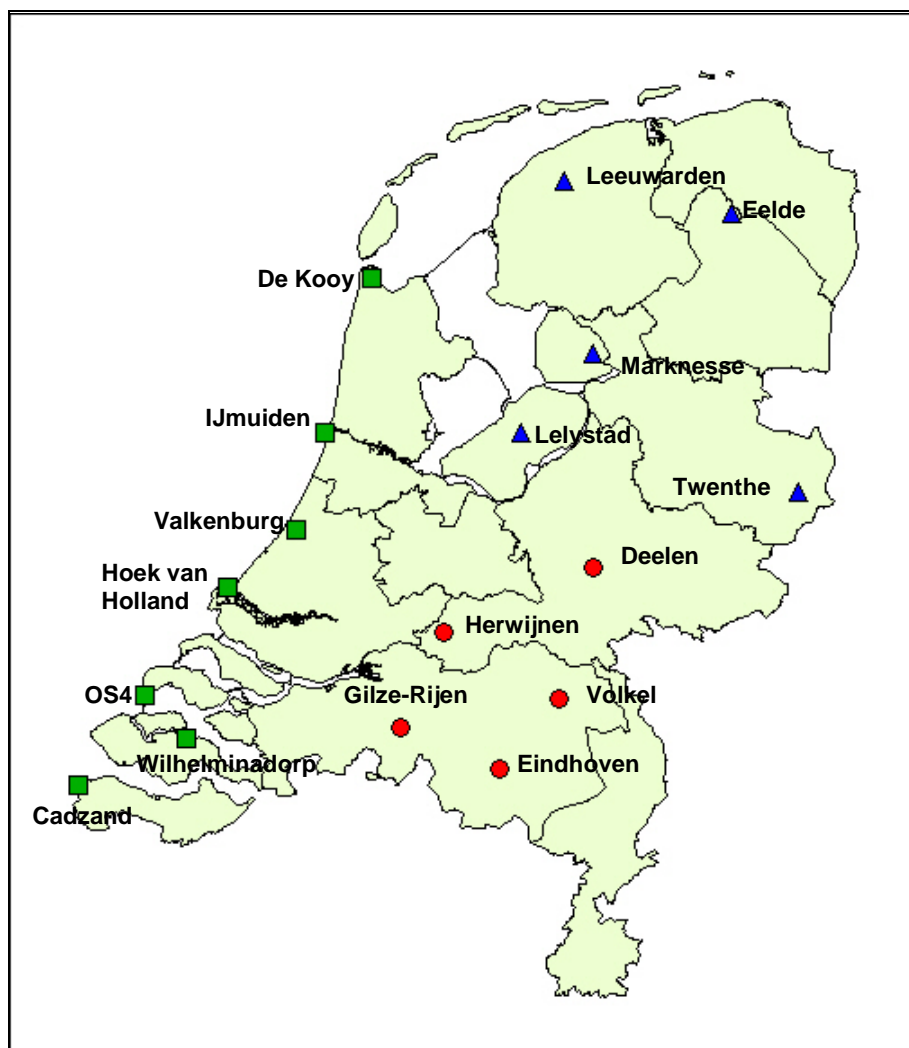 Leeuwarden
Eelde
De Kooy
Marknesse
IJmuiden
Lelystad
Twenthe
Valkenburg
Deelen
Hoek van
Holland
Herwijnen
OS4
Gilze-Rijen
Volkel
Wilhelminadorp
Eindhoven
Cadzand